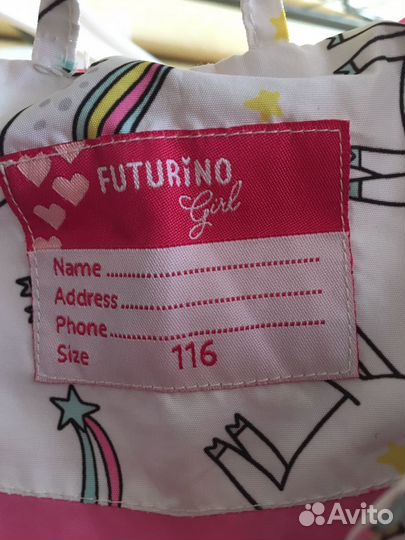 FUTURiNO
Girl
Name
Address
Phone
Size 116
Avito